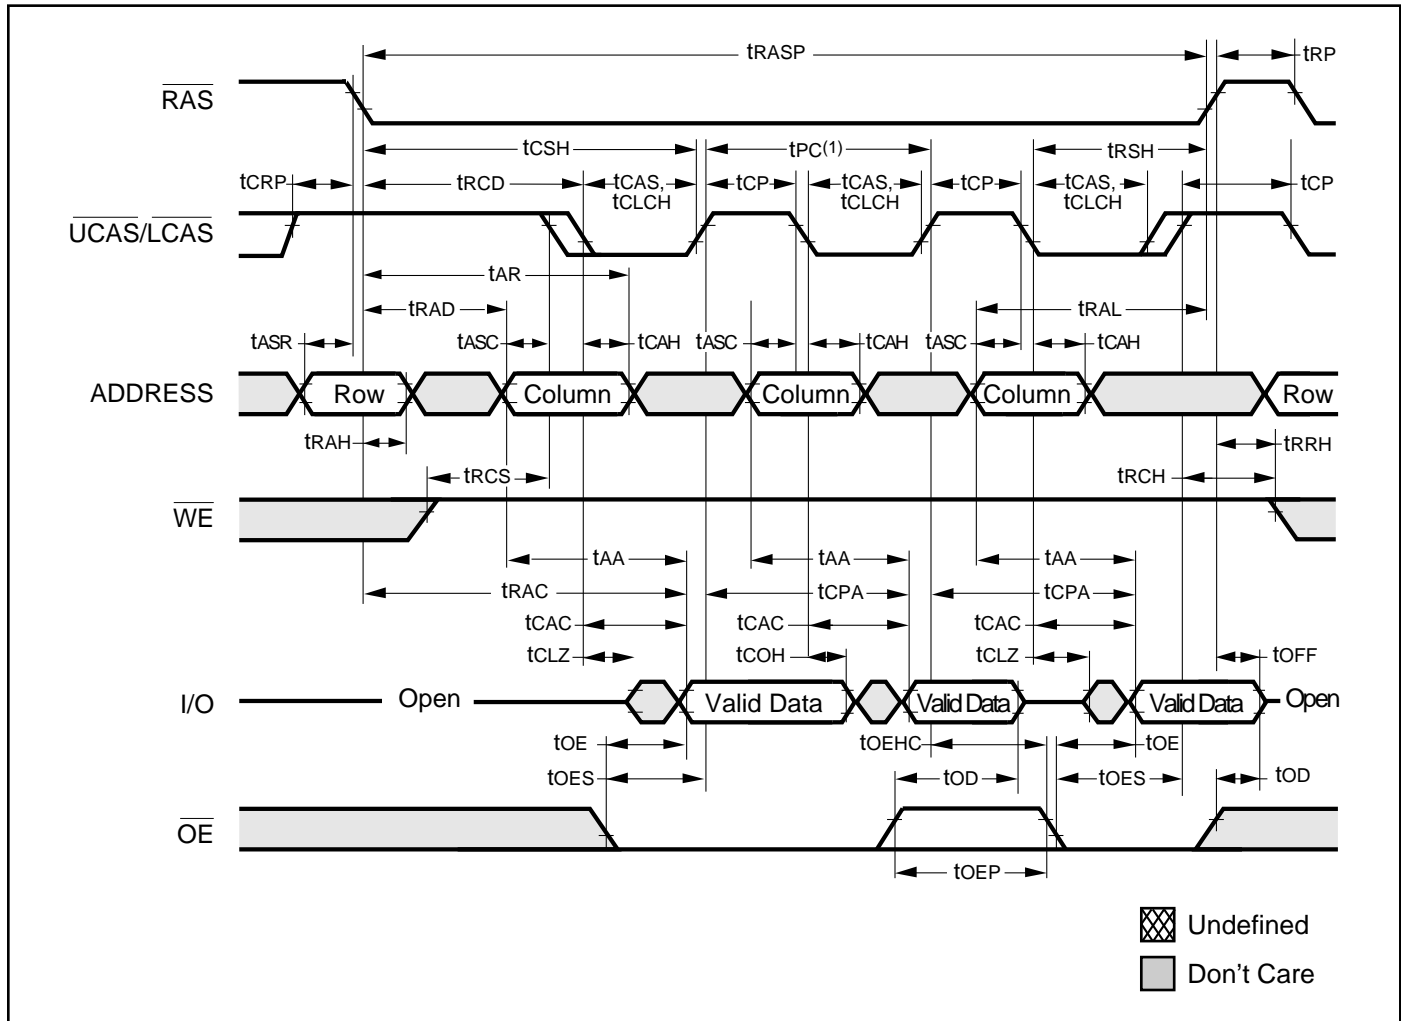 tRASP tRP
RAS
tCSH tPC(1) tRSH
tCRP tRCD tCAS, tCLCH tCP tCAS, tCLCH tCP tCAS, tCLCH tCP
UCAS/LCAS
tAR
tRAD tRAL
tASR tASC tCAH tASC tCAH tASC tCAH
ADDRESS Row Column Column Column Row
tRAH tRRH
tRCS tRCH
WE
tAA tAA tAA
tRAC tCPA tCPA
tCAC tCAC tCAC
tCLZ tCOH tCLZ tOFF
I/O Open Valid Data Valid Data Valid Data Open
tOE tOEHC tOE
tOES tOD tOES tOD
OE
tOEP
Undefined
Don't Care